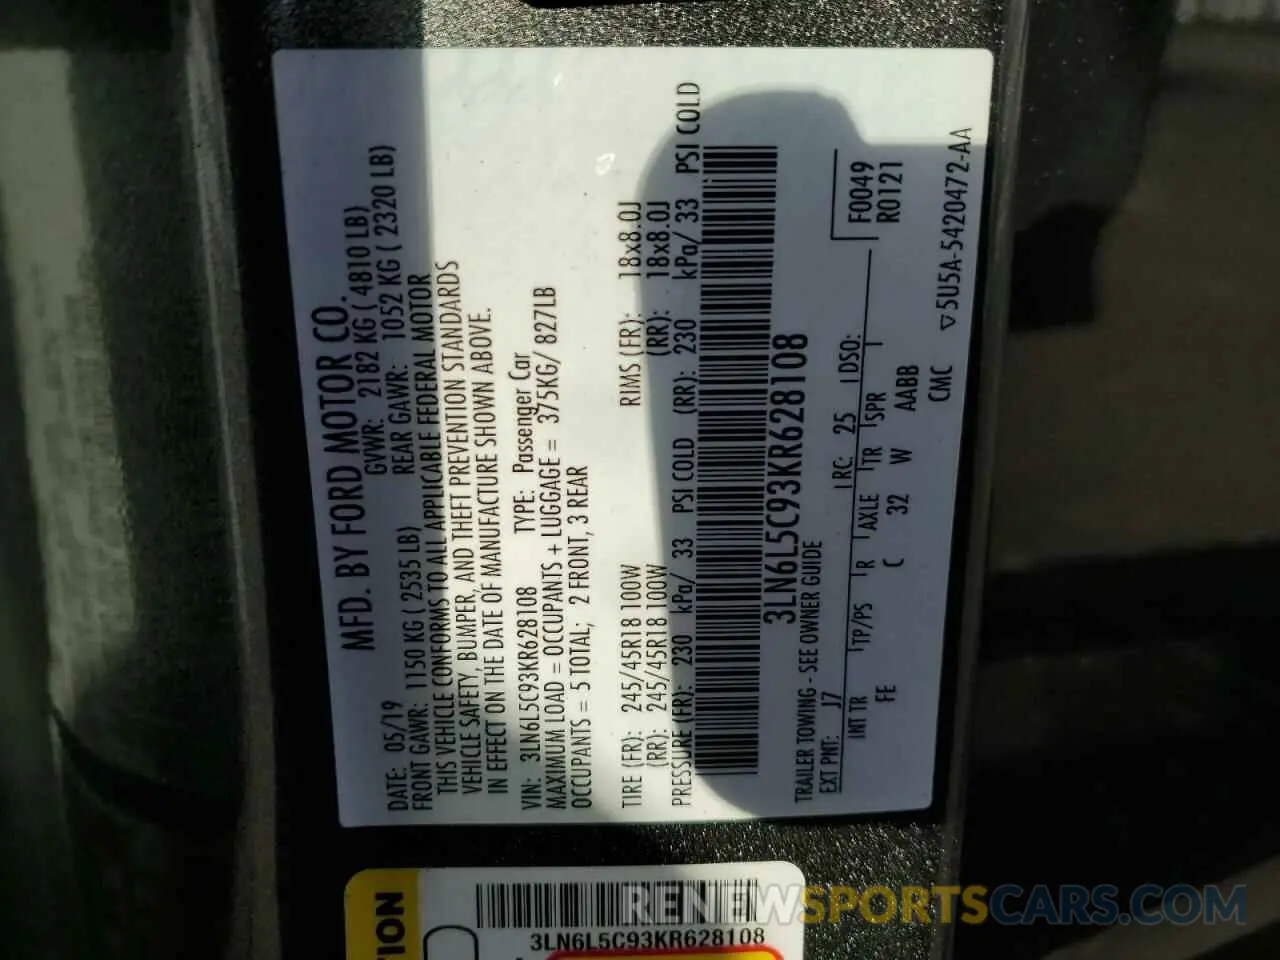 MFD. BY FORD MOTOR CO.
DATE: 05/19 GVWR: 2182 KG ( 4810 LB)
FRONT GAWR: 1150 KG ( 2535 LB) REAR GAWR: 1052 KG ( 2320 LB)
THIS VEHICLE CONFORMS TO ALL APPLICABLE FEDERAL MOTOR
VEHICLE SAFETY, BUMPER, AND THEFT PREVENTION STANDARDS
IN EFFECT ON THE DATE OF MANUFACTURE SHOWN ABOVE.
VIN: 3LN6L5C93KR628108 TYPE: Passenger Car
MAXIMUM LOAD = OCCUPANTS + LUGGAGE = 375KG/ 827LB
OCCUPANTS = 5 TOTAL; 2 FRONT, 3 REAR
TIRE (FR): 245/45R18 100W RIMS (FR): 18x8.0J
(RR): 245/45R18 100W (RR): 18x8.0J
PRESSURE (FR): 230 kPa/ 33 PSI COLD (RR): 230 kPa/ 33 PSI COLD
3LN6L5C93KR628108
TRAILER TOWING - SEE OWNER GUIDE
EXT PNT: J7 RC: 25 DSO:
F0049
R0121
INT TR TP/PS R AXLE TR SPR
FE C 32 W AABB
CMC
▽5U5A-5420472-AA
TION
3LN6L5C93KR628108
RENEWSPORTSCARS.COM